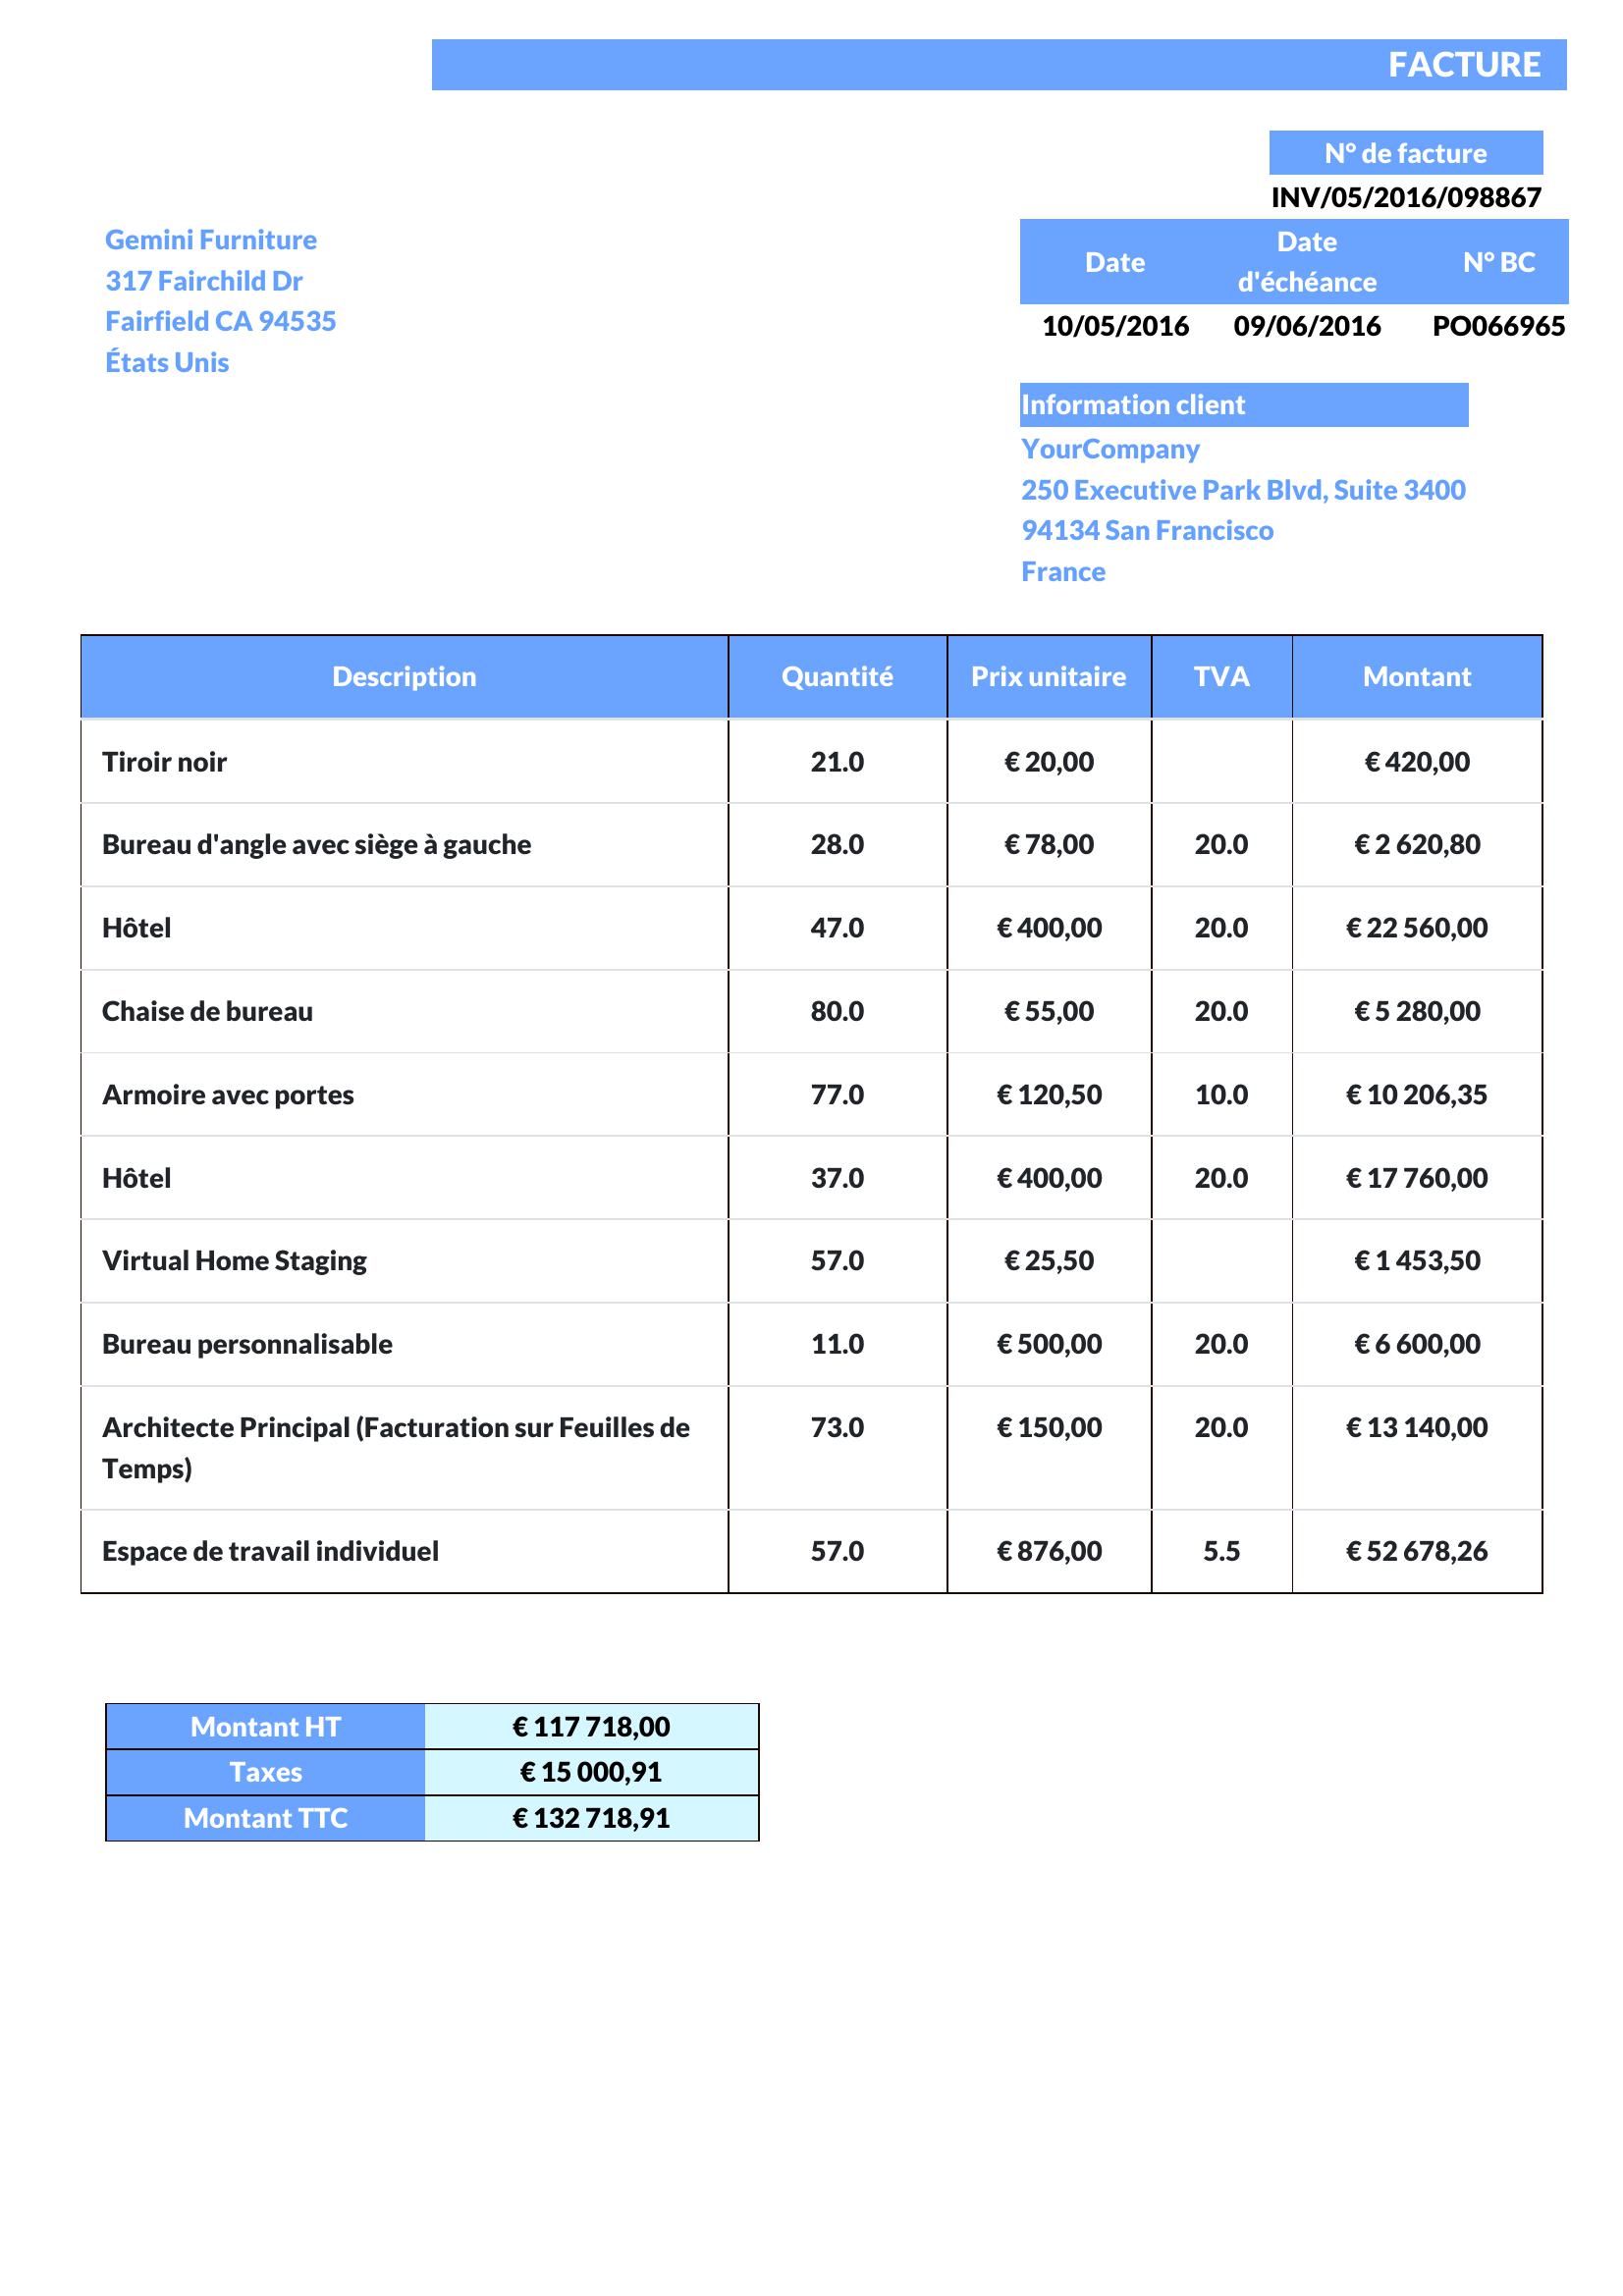 FACTURE
N° de facture
INV/05/2016/098867
Gemini Furniture
317 Fairchild Dr
Fairfield CA 94535
États Unis
Date Date d'échéance N° BC
10/05/2016 09/06/2016 PO066965
Information client
YourCompany
250 Executive Park Blvd, Suite 3400
94134 San Francisco
France
Description Quantité Prix unitaire TVA Montant
Tiroir noir 21.0 € 20,00 € 420,00
Bureau d'angle avec siège à gauche 28.0 € 78,00 20.0 € 2 620,80
Hôtel 47.0 € 400,00 20.0 € 22 560,00
Chaise de bureau 80.0 € 55,00 20.0 € 5 280,00
Armoire avec portes 77.0 € 120,50 10.0 € 10 206,35
Hôtel 37.0 € 400,00 20.0 € 17 760,00
Virtual Home Staging 57.0 € 25,50 € 1 453,50
Bureau personnalisable 11.0 € 500,00 20.0 € 6 600,00
Architecte Principal (Facturation sur Feuilles de 73.0 € 150,00 20.0 € 13 140,00
Temps)
Espace de travail individuel 57.0 € 876,00 5.5 € 52 678,26
Montant HT € 117 718,00
Taxes € 15 000,91
Montant TTC € 132 718,91